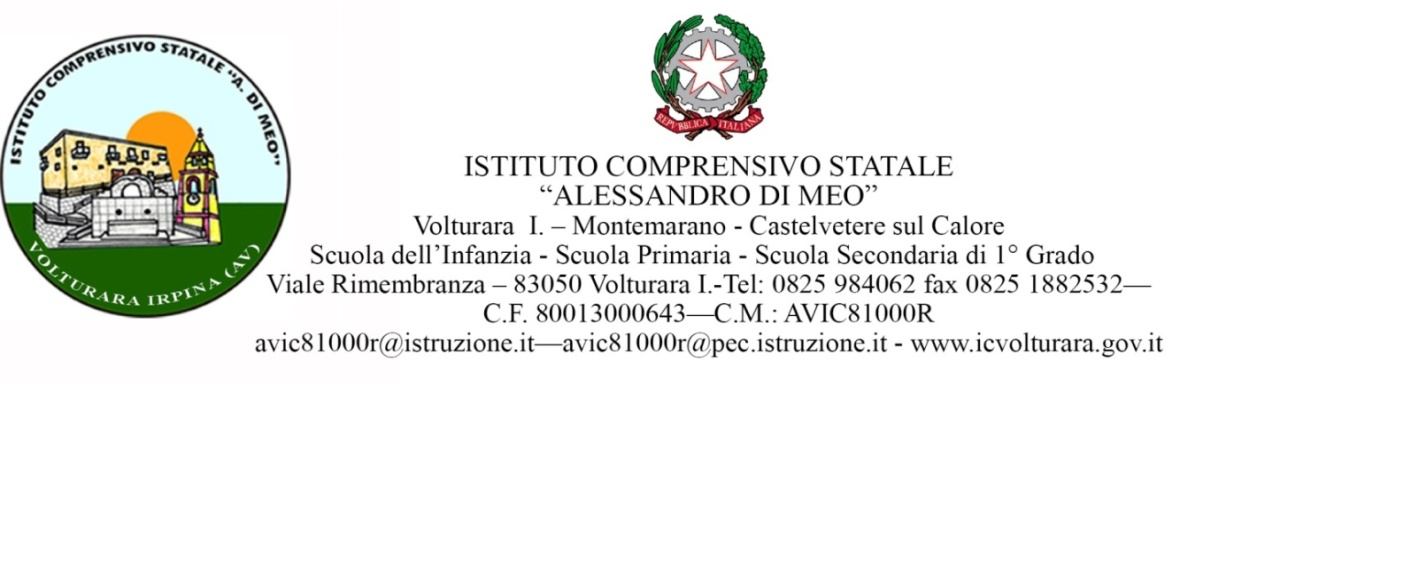 ISTITUTO COMPRENSIVO STATALE "A. DI MEO"
VOLTURARA IRPINA (AV)
REPVBBLICA ITALIANA
ISTITUTO COMPRENSIVO STATALE
“ALESSANDRO DI MEO”
Volturara I. – Montemarano - Castelvetere sul Calore
Scuola dell’Infanzia - Scuola Primaria - Scuola Secondaria di 1° Grado
Viale Rimembranza – 83050 Volturara I.-Tel: 0825 984062 fax 0825 1882532—
C.F. 80013000643—C.M.: AVIC81000R
avic81000r@istruzione.it—avic81000r@pec.istruzione.it - www.icvolturara.gov.it